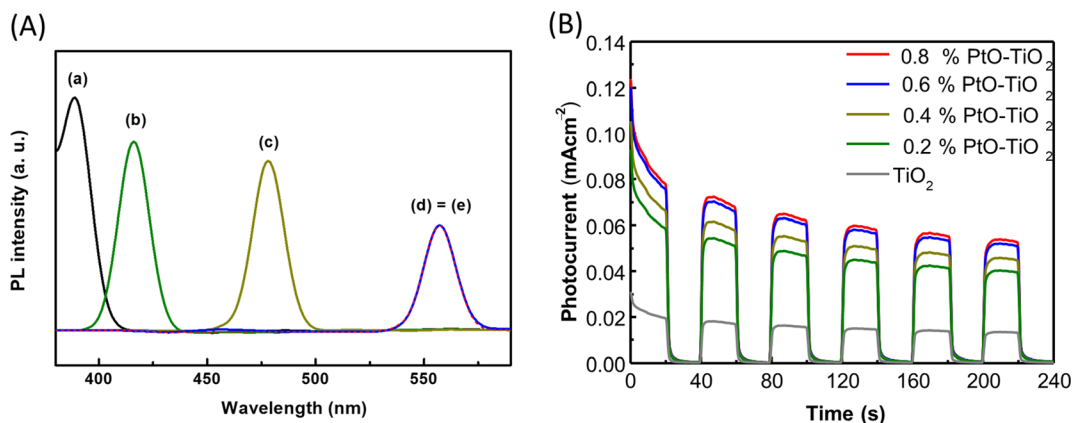 (A)
(a)
(b)
(c)
(d) = (e)
PL intensity (a. u.)
400 450 500 550
Wavelength (nm)
(B)
0.14
0.12
0.10
0.08
0.06
0.04
0.02
0.00
Photocurrent (mAcm⁻²)
0.8 % PtO-TiO₂
0.6 % PtO-TiO₂
0.4 % PtO-TiO₂
0.2 % PtO-TiO₂
TiO₂
0 40 80 120 160 200 240
Time (s)